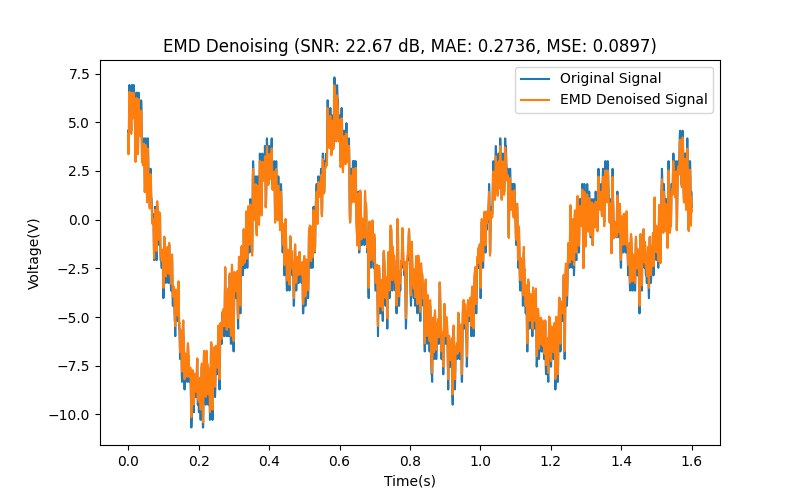 EMD Denoising (SNR: 22.67 dB, MAE: 0.2736, MSE: 0.0897)
Original Signal
EMD Denoised Signal
7.5
5.0
2.5
0.0
−2.5
−5.0
−7.5
−10.0
Voltage(V)
0.0 0.2 0.4 0.6 0.8 1.0 1.2 1.4 1.6
Time(s)